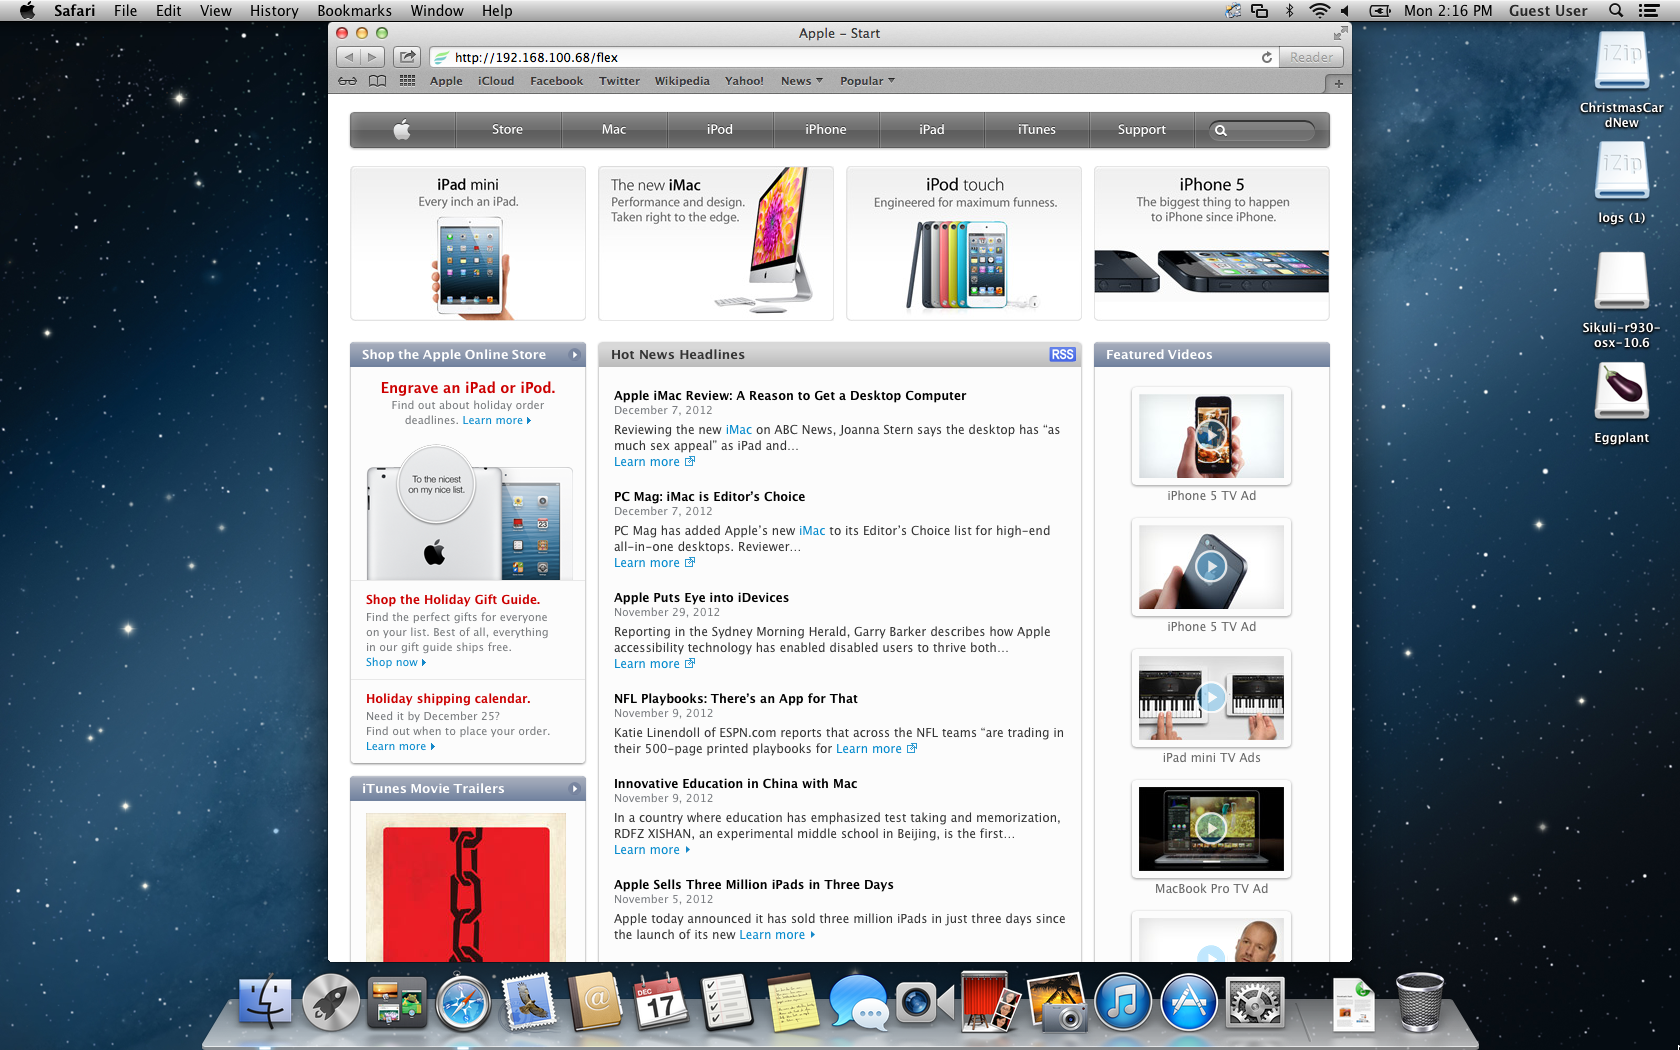 Safari File Edit View History Bookmarks Window Help
Mon 2:16 PM Guest User
Apple – Start
http://192.168.100.68/flex
Reader
Apple iCloud Facebook Twitter Wikipedia Yahoo! News Popular
Store Mac iPod iPhone iPad iTunes Support
iPad mini
Every inch an iPad.
The new iMac
Performance and design.
Taken right to the edge.
iPod touch
Engineered for maximum funness.
iPhone 5
The biggest thing to happen
to iPhone since iPhone.
Shop the Apple Online Store
Engrave an iPad or iPod.
Find out about holiday order
deadlines. Learn more
To the nicest
on my nice list.
Shop the Holiday Gift Guide.
Find the perfect gifts for everyone
on your list. Best of all, everything
in our gift guide ships free.
Shop now
Holiday shipping calendar.
Need it by December 25?
Find out when to place your order.
Learn more
iTunes Movie Trailers
Hot News Headlines
RSS
Apple iMac Review: A Reason to Get a Desktop Computer
December 7, 2012
Reviewing the new iMac on ABC News, Joanna Stern says the desktop has “as
much sex appeal” as iPad and…
Learn more
PC Mag: iMac is Editor’s Choice
December 7, 2012
PC Mag has added Apple’s new iMac to its Editor’s Choice list for high-end
all-in-one desktops. Reviewer…
Learn more
Apple Puts Eye into iDevices
November 29, 2012
Reporting in the Sydney Morning Herald, Garry Barker describes how Apple
accessibility technology has enabled disabled users to thrive both…
Learn more
NFL Playbooks: There’s an App for That
November 9, 2012
Katie Linendoll of ESPN.com reports that across the NFL teams “are trading in
their 500-page printed playbooks for Learn more
Innovative Education in China with Mac
November 9, 2012
In a country where education has emphasized test taking and memorization,
RDFZ XISHAN, an experimental middle school in Beijing, is the first…
Learn more
Apple Sells Three Million iPads in Three Days
November 5, 2012
Apple today announced it has sold three million iPads in just three days since
the launch of its new Learn more
Featured Videos
iPhone 5 TV Ad
iPhone 5 TV Ad
iPad mini TV Ads
MacBook Pro TV Ad
iZip
ChristmasCar
dNew
iZip
logs (1)
Sikuli-r930-
osx-10.6
Eggplant
DEC
17